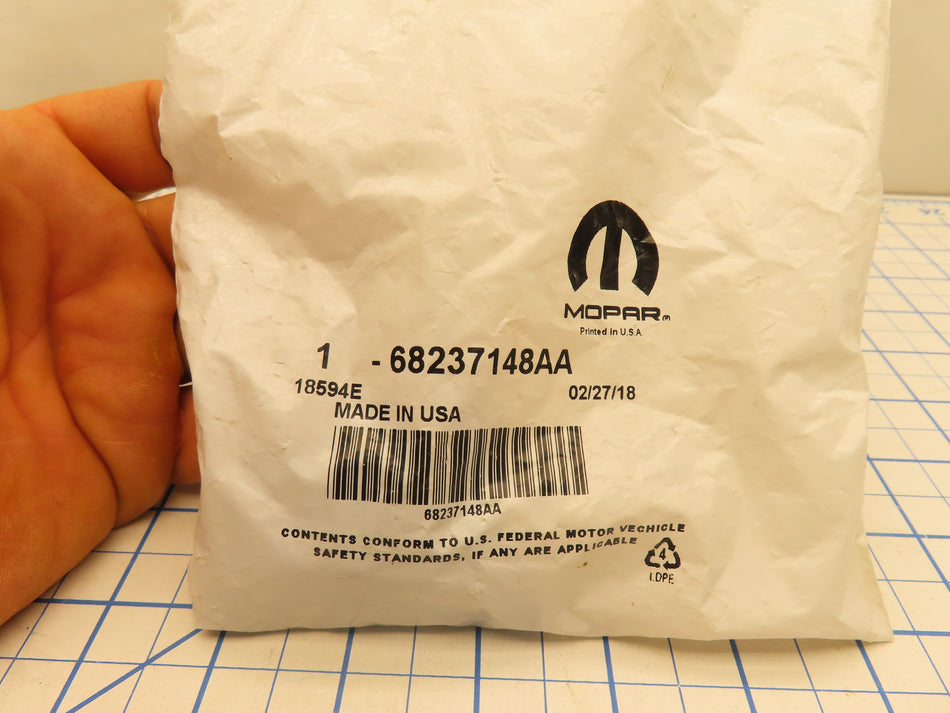 MOPAR®
Printed in U.S.A.
1 - 68237148AA
18594E 02/27/18
MADE IN USA
68237148AA
CONTENTS CONFORM TO U.S. FEDERAL MOTOR VECHICLE
SAFETY STANDARDS, IF ANY ARE APPLICABLE
4
LDPE